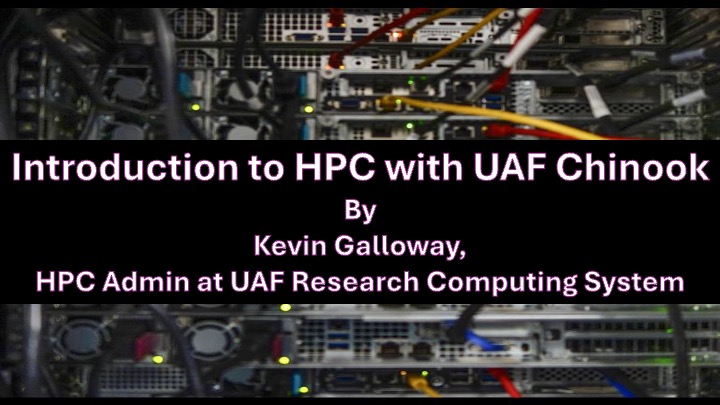 Introduction to HPC with UAF Chinook
By
Kevin Galloway,
HPC Admin at UAF Research Computing System